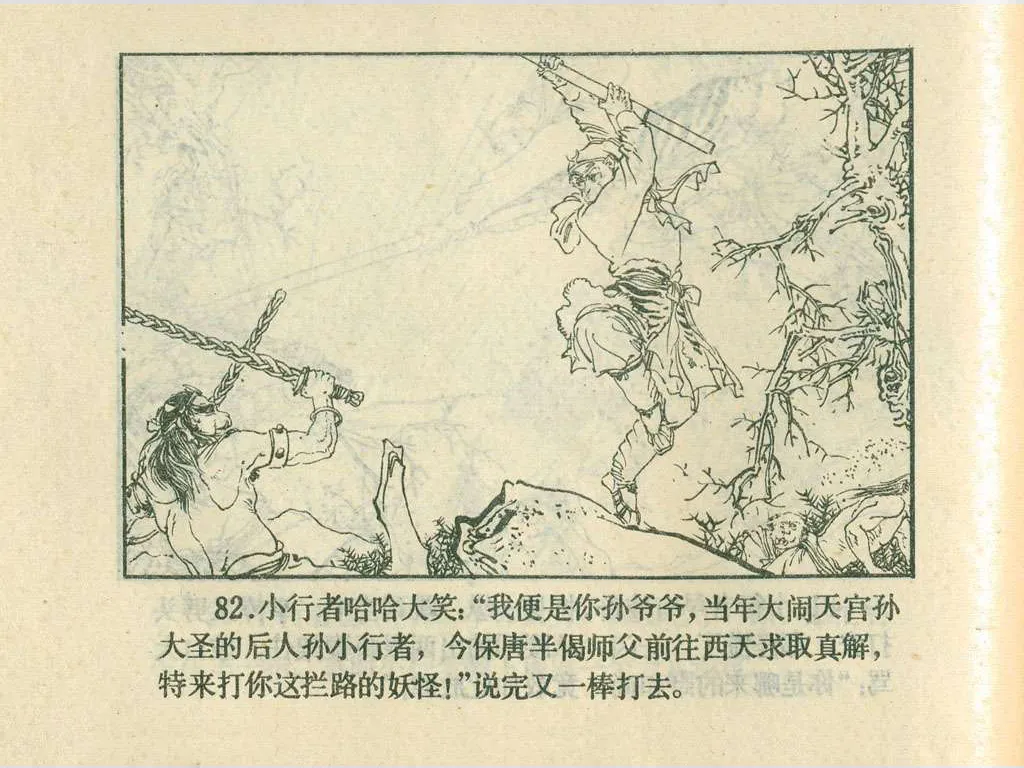 82.小行者哈哈大笑：“我便是你孙爷爷，当年大闹天宫孙
大圣的后人孙小行者，今保唐半偈师父前往西天求取真解，
特来打你这拦路的妖怪！”说完又一棒打去。